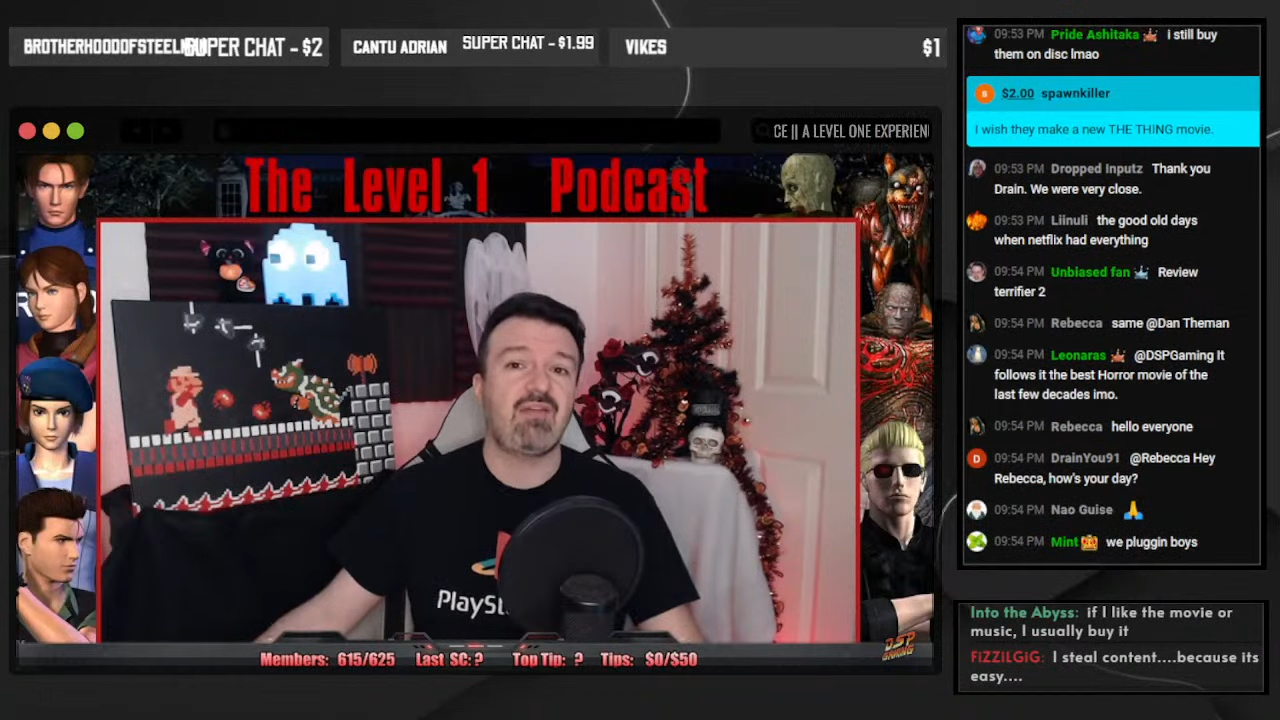 SUPER CHAT - $2
CANTU ADRIAN
SUPER CHAT - $1.99
VIKES
$1
CE || A LEVEL ONE EXPERIEN
The Level 1 Podcast
R
PlaySt
DSP
GAMING
Members: 615/625 Last SC: ? Top Tip: ? Tips: $0/$50
09:53 PM Pride Ashitaka i still buy
them on disc lmao
s $2.00 spawnkiller
I wish they make a new THE THING movie.
09:53 PM Dropped Inputz Thank you
Drain. We were very close.
09:53 PM Liinuli the good old days
when netflix had everything
09:54 PM Unbiased fan Review
terrifier 2
09:54 PM Rebecca same @Dan Theman
09:54 PM Leonaras @DSPGaming It
follows it the best Horror movie of the
last few decades imo.
09:54 PM Rebecca hello everyone
D 09:54 PM DrainYou91 @Rebecca Hey
Rebecca, how's your day?
09:54 PM Nao Guise 🙏
09:54 PM Mint we pluggin boys
Into the Abyss: if I like the movie or
music, I usually buy it
FiZZiLGiG: I steal content....because its
easy....